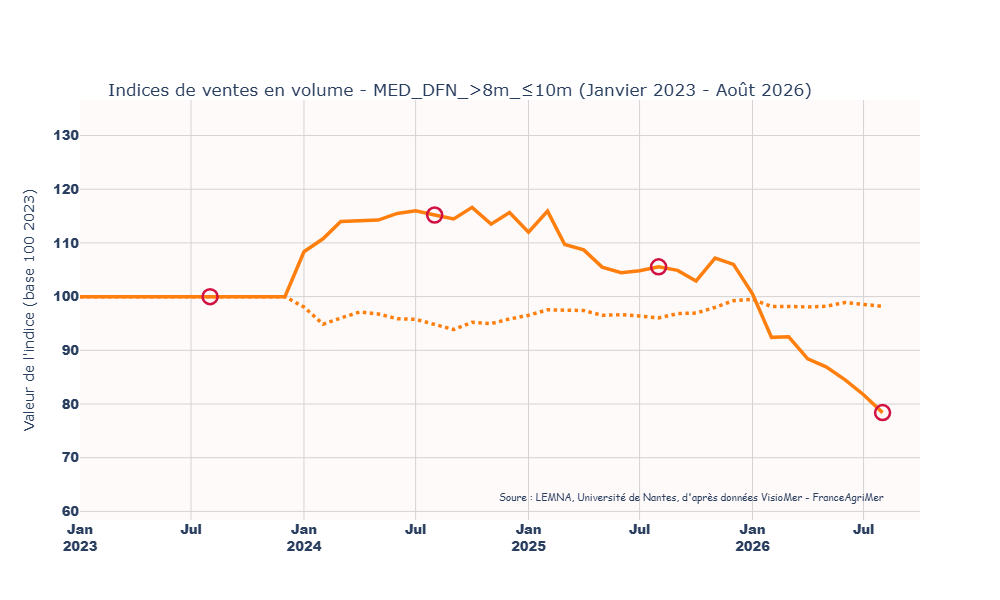 Indices de ventes en volume - MED_DFN_>8m_≤10m (Janvier 2023 - Août 2026)
Valeur de l'indice (base 100 2023)
130
120
110
100
90
80
70
60
Soure : LEMNA, Université de Nantes, d'après données VisioMer - FranceAgriMer
Jan Jul Jan Jul Jan Jul Jan Jul
2023 2024 2025 2026